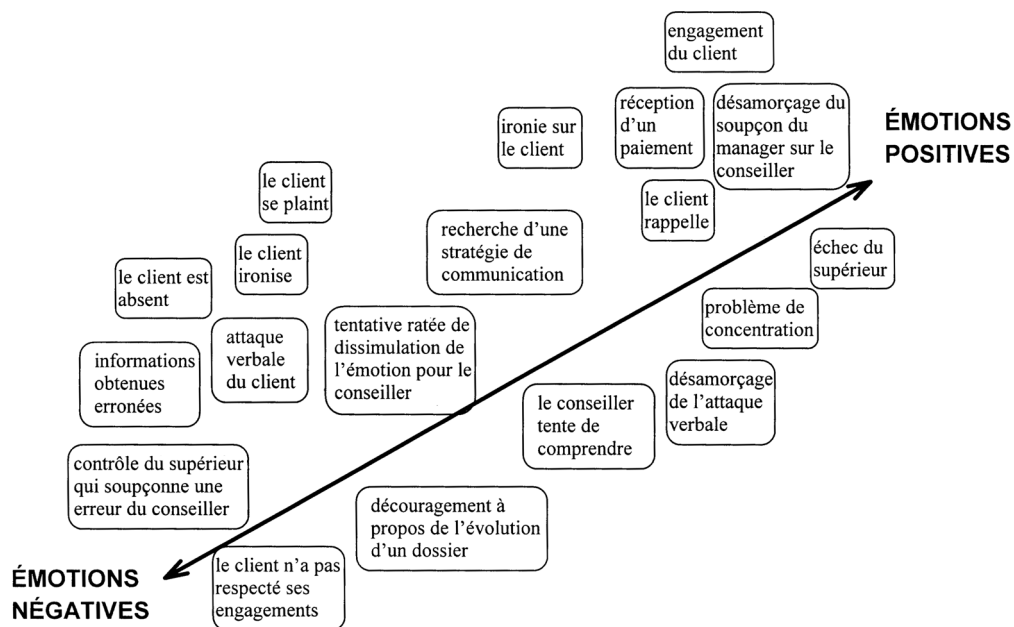 engagement
du client
réception
d'un
paiement
désamorçage du
soupçon du
manager sur le
conseiller
ÉMOTIONS
POSITIVES
ironie sur
le client
le client
se plaint
le client
rappelle
recherche d'une
stratégie de
communication
le client
ironise
échec du
supérieur
le client est
absent
problème de
concentration
tentative ratée de
dissimulation de
l'émotion pour le
conseiller
attaque
verbale
du client
informations
obtenues
erronées
désamorçage
de l'attaque
verbale
le conseiller
tente de
comprendre
contrôle du supérieur
qui soupçonne une
erreur du conseiller
découragement à
propos de l'évolution
d'un dossier
le client n'a pas
respecté ses
engagements
ÉMOTIONS
NÉGATIVES